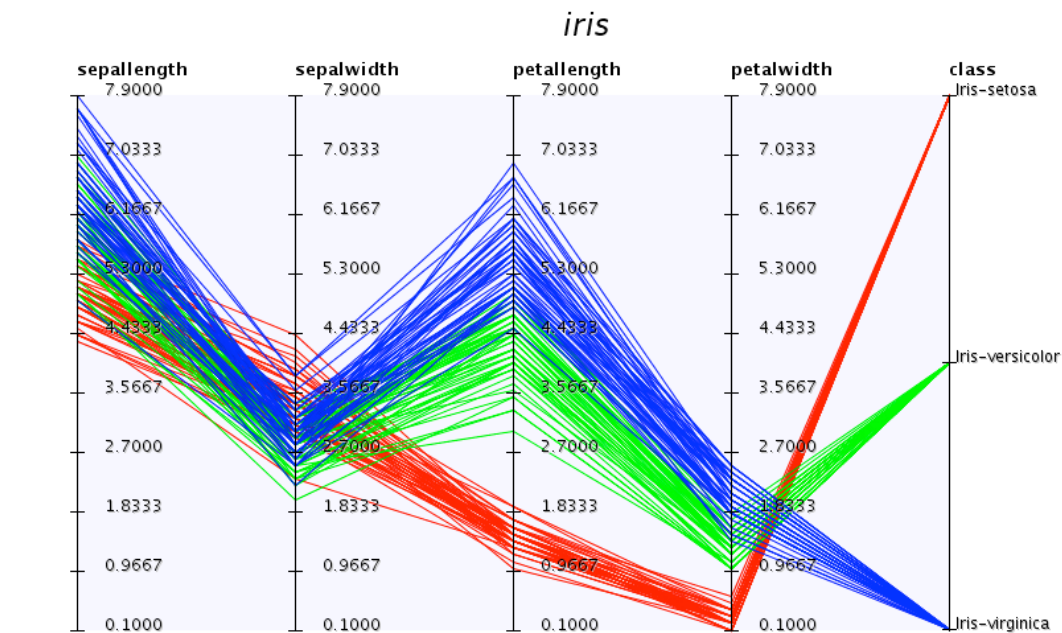 iris
sepallength sepalwidth petallength petalwidth class
7.9000 7.9000 7.9000 7.9000 Iris-setosa
7.0333 7.0333 7.0333 7.0333
6.1667 6.1667 6.1667 6.1667
5.3000 5.3000 5.3000 5.3000
4.4333 4.4333 4.4333 4.4333
Iris-versicolor
3.5667 3.5667 3.5667 3.5667
2.7000 2.7000 2.7000 2.7000
1.8333 1.8333 1.8333 1.8333
0.9667 0.9667 0.9667 0.9667
0.1000 0.1000 0.1000 0.1000 Iris-virginica